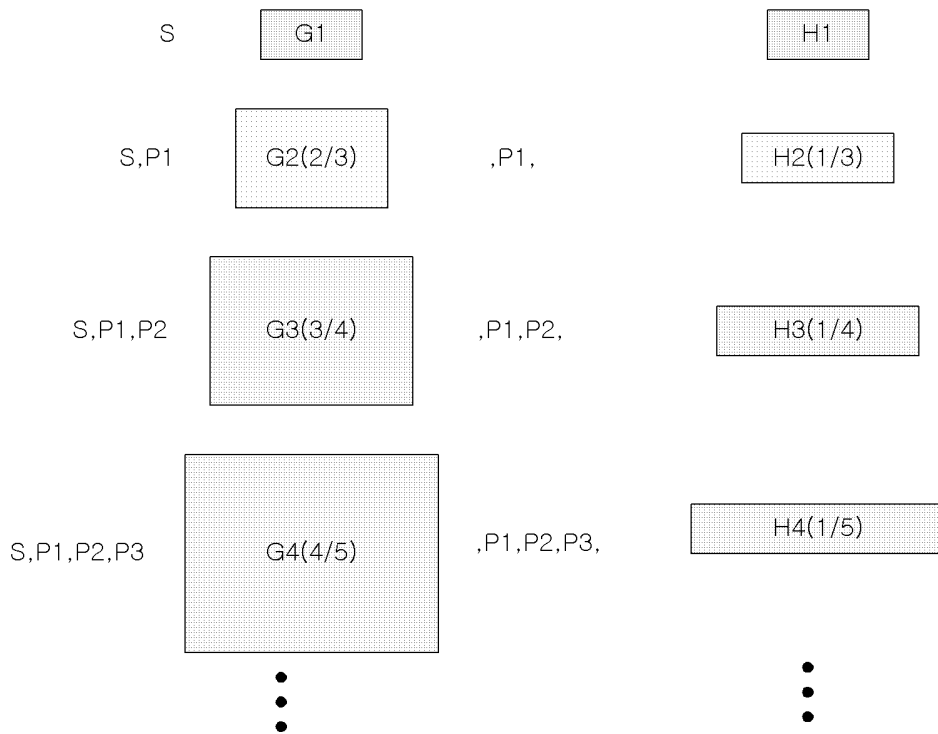 S G1 H1
S,P1 G2(2/3) ,P1, H2(1/3)
S,P1,P2 G3(3/4) ,P1,P2, H3(1/4)
S,P1,P2,P3 G4(4/5) ,P1,P2,P3, H4(1/5)